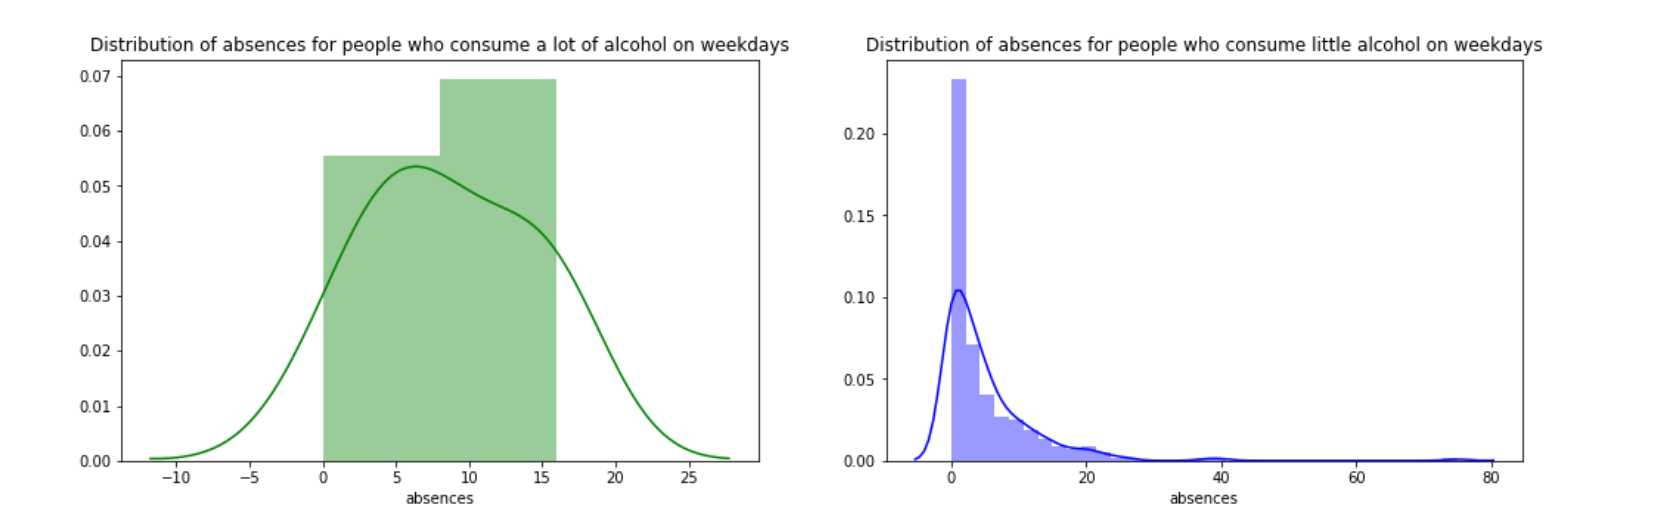 Distribution of absences for people who consume a lot of alcohol on weekdays
0.07
0.06
0.05
0.04
0.03
0.02
0.01
0.00
−10 −5 0 5 10 15 20 25
absences
Distribution of absences for people who consume little alcohol on weekdays
0.20
0.15
0.10
0.05
0.00
0 20 40 60 80
absences